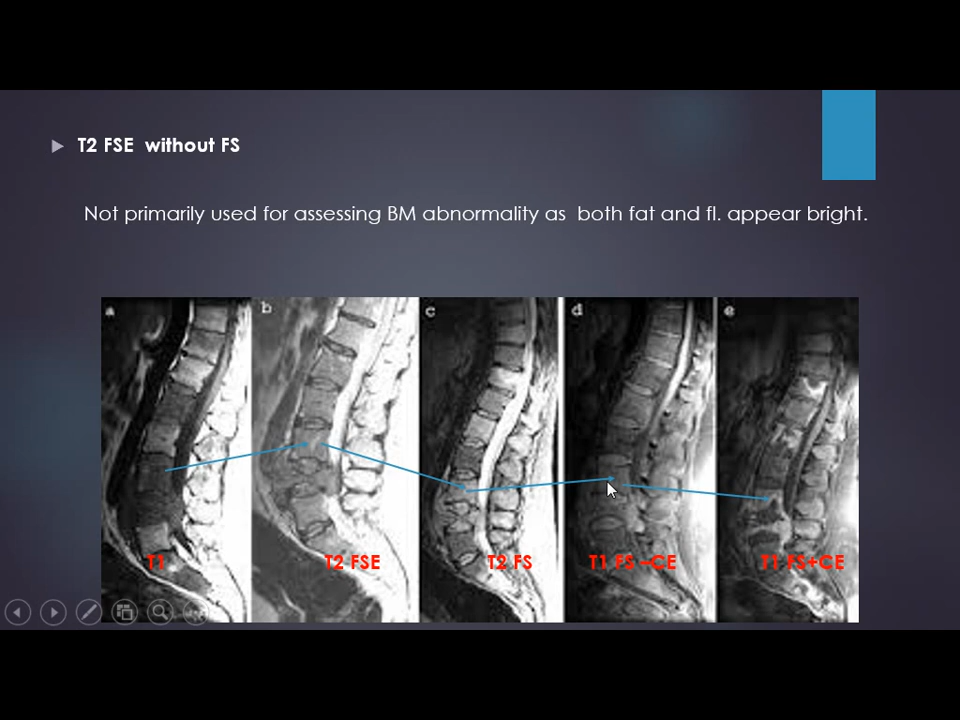 T2 FSE without FS
Not primarily used for assessing BM abnormality as both fat and fl. appear bright.
a b c d e
T1 T2 FSE T2 FS T1 FS –CE T1 FS+CE